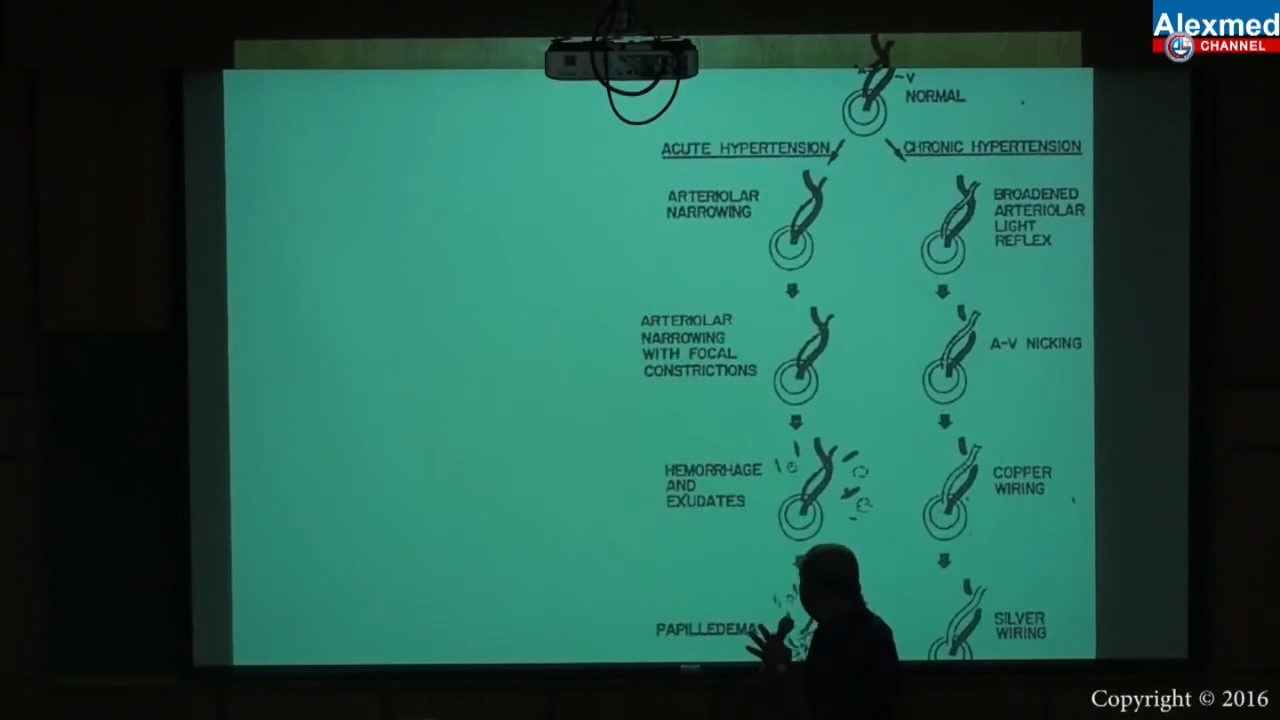 Alexmed
CHANNEL
~V
NORMAL
ACUTE HYPERTENSION
CHRONIC HYPERTENSION
ARTERIOLAR
NARROWING
BROADENED
ARTERIOLAR
LIGHT
REFLEX
ARTERIOLAR
NARROWING
WITH FOCAL
CONSTRICTIONS
A-V NICKING
HEMORRHAGE
AND
EXUDATES
COPPER
WIRING
PAPILLEDEMA
SILVER
WIRING
Copyright © 2016